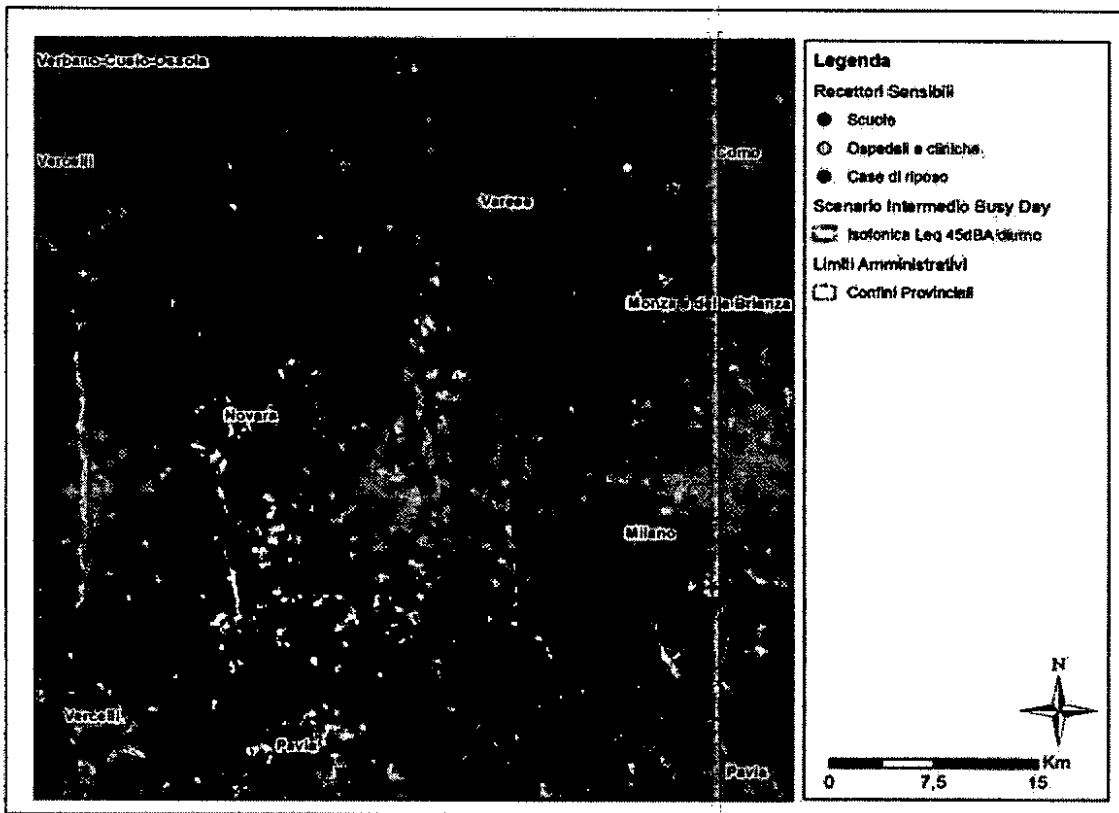 Verbano-Cusio-Ossola
Vercelli
Como
Varese
Monza e della Brianza
Novara
Milano
Vercelli
Pavia
Pavia
Legenda
Recettori Sensibili
Scuole
Ospedali e cliniche
Case di riposo
Scenario Intermedio Busy Day
Isofonica Leq 45dBA diurno
Limiti Amministrativi
Confini Provinciali
N
Km
0 7,5 15